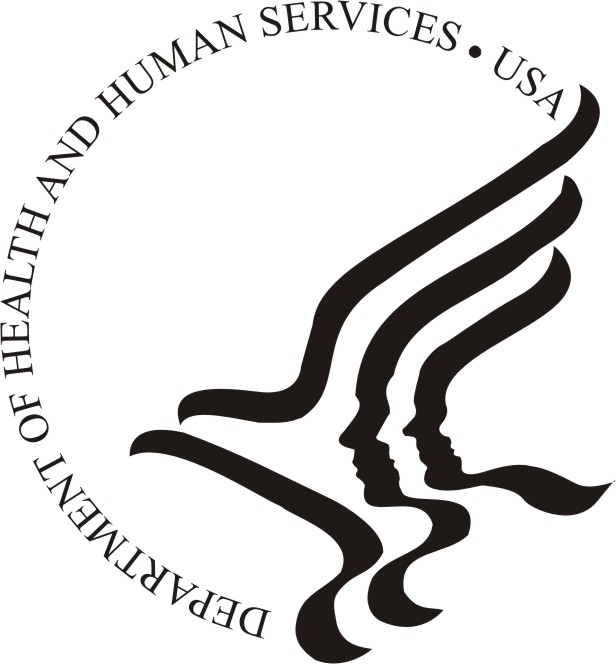 DEPARTMENT OF HEALTH AND HUMAN SERVICES • USA